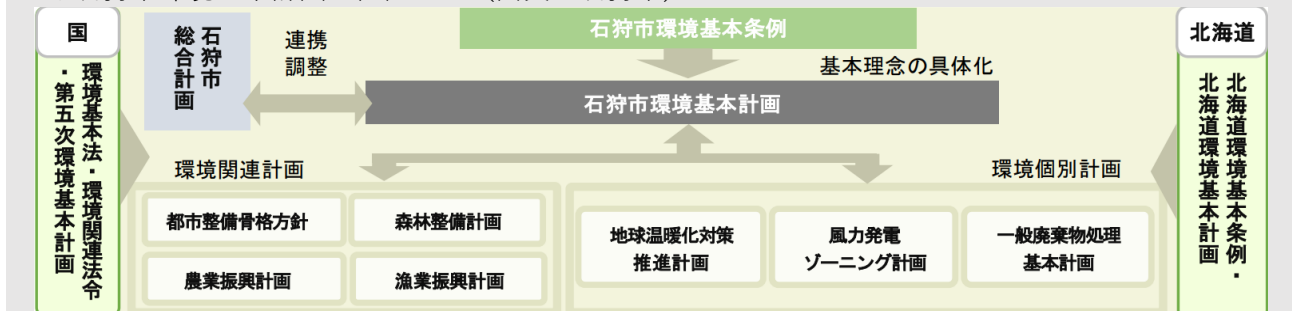 国
環境基本法・環境関連法令
・第五次環境基本計画
石狩市
総合計画
連携
調整
石狩市環境基本条例
基本理念の具体化
石狩市環境基本計画
北海道
北海道環境基本条例・
北海道環境基本計画
環境関連計画
都市整備骨格方針
森林整備計画
農業振興計画
漁業振興計画
環境個別計画
地球温暖化対策
推進計画
風力発電
ゾーニング計画
一般廃棄物処理
基本計画